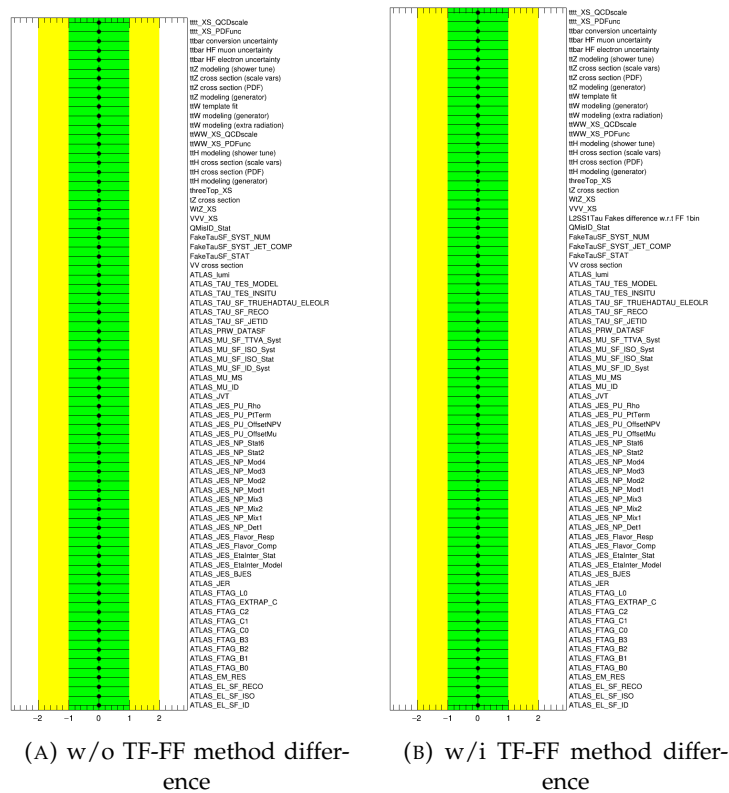 tttt_XS_QCDscale
tttt_XS_PDFunc
ttbar conversion uncertainty
ttbar HF muon uncertainty
ttbar HF electron uncertainty
ttZ modeling (shower tune)
ttZ cross section (scale vars)
ttZ cross section (PDF)
ttZ modeling (generator)
ttW template fit
ttW modeling (generator)
ttW modeling (extra radiation)
ttWW_XS_QCDscale
ttWW_XS_PDFunc
ttH modeling (shower tune)
ttH cross section (scale vars)
ttH cross section (PDF)
ttH modeling (generator)
threeTop_XS
tZ cross section
WtZ_XS
VVV_XS
QMisID_Stat
FakeTauSF_SYST_NUM
FakeTauSF_SYST_JET_COMP
FakeTauSF_STAT
VV cross section
ATLAS_lumi
ATLAS_TAU_TES_MODEL
ATLAS_TAU_TES_INSITU
ATLAS_TAU_SF_TRUEHADTAU_ELEOLR
ATLAS_TAU_SF_RECO
ATLAS_TAU_SF_JETID
ATLAS_PRW_DATASF
ATLAS_MU_SF_TTVA_Syst
ATLAS_MU_SF_ISO_Syst
ATLAS_MU_SF_ISO_Stat
ATLAS_MU_SF_ID_Syst
ATLAS_MU_MS
ATLAS_MU_ID
ATLAS_JVT
ATLAS_JES_PU_Rho
ATLAS_JES_PU_PtTerm
ATLAS_JES_PU_OffsetNPV
ATLAS_JES_PU_OffsetMu
ATLAS_JES_NP_Stat6
ATLAS_JES_NP_Stat2
ATLAS_JES_NP_Mod4
ATLAS_JES_NP_Mod3
ATLAS_JES_NP_Mod2
ATLAS_JES_NP_Mod1
ATLAS_JES_NP_Mix3
ATLAS_JES_NP_Mix2
ATLAS_JES_NP_Mix1
ATLAS_JES_NP_Det1
ATLAS_JES_Flavor_Resp
ATLAS_JES_Flavor_Comp
ATLAS_JES_EtaInter_Stat
ATLAS_JES_EtaInter_Model
ATLAS_JES_BJES
ATLAS_JER
ATLAS_FTAG_L0
ATLAS_FTAG_EXTRAP_C
ATLAS_FTAG_C2
ATLAS_FTAG_C1
ATLAS_FTAG_C0
ATLAS_FTAG_B3
ATLAS_FTAG_B2
ATLAS_FTAG_B1
ATLAS_FTAG_B0
ATLAS_EM_RES
ATLAS_EL_SF_RECO
ATLAS_EL_SF_ISO
ATLAS_EL_SF_ID
−2 −1 0 1 2
(A) w/o TF-FF method differ-
ence
tttt_XS_QCDscale
tttt_XS_PDFunc
ttbar conversion uncertainty
ttbar HF muon uncertainty
ttbar HF electron uncertainty
ttZ modeling (shower tune)
ttZ cross section (scale vars)
ttZ cross section (PDF)
ttZ modeling (generator)
ttW template fit
ttW modeling (generator)
ttW modeling (extra radiation)
ttWW_XS_QCDscale
ttWW_XS_PDFunc
ttH modeling (shower tune)
ttH cross section (scale vars)
ttH cross section (PDF)
ttH modeling (generator)
threeTop_XS
tZ cross section
WtZ_XS
VVV_XS
L2SS1Tau Fakes difference w.r.t FF 1bin
QMisID_Stat
FakeTauSF_SYST_NUM
FakeTauSF_SYST_JET_COMP
FakeTauSF_STAT
VV cross section
ATLAS_lumi
ATLAS_TAU_TES_MODEL
ATLAS_TAU_TES_INSITU
ATLAS_TAU_SF_TRUEHADTAU_ELEOLR
ATLAS_TAU_SF_RECO
ATLAS_TAU_SF_JETID
ATLAS_PRW_DATASF
ATLAS_MU_SF_TTVA_Syst
ATLAS_MU_SF_ISO_Syst
ATLAS_MU_SF_ISO_Stat
ATLAS_MU_SF_ID_Syst
ATLAS_MU_MS
ATLAS_MU_ID
ATLAS_JVT
ATLAS_JES_PU_Rho
ATLAS_JES_PU_PtTerm
ATLAS_JES_PU_OffsetNPV
ATLAS_JES_PU_OffsetMu
ATLAS_JES_NP_Stat6
ATLAS_JES_NP_Stat2
ATLAS_JES_NP_Mod4
ATLAS_JES_NP_Mod3
ATLAS_JES_NP_Mod2
ATLAS_JES_NP_Mod1
ATLAS_JES_NP_Mix3
ATLAS_JES_NP_Mix2
ATLAS_JES_NP_Mix1
ATLAS_JES_NP_Det1
ATLAS_JES_Flavor_Resp
ATLAS_JES_Flavor_Comp
ATLAS_JES_EtaInter_Stat
ATLAS_JES_EtaInter_Model
ATLAS_JES_BJES
ATLAS_JER
ATLAS_FTAG_L0
ATLAS_FTAG_EXTRAP_C
ATLAS_FTAG_C2
ATLAS_FTAG_C1
ATLAS_FTAG_C0
ATLAS_FTAG_B3
ATLAS_FTAG_B2
ATLAS_FTAG_B1
ATLAS_FTAG_B0
ATLAS_EM_RES
ATLAS_EL_SF_RECO
ATLAS_EL_SF_ISO
ATLAS_EL_SF_ID
−2 −1 0 1 2
(B) w/i TF-FF method differ-
ence